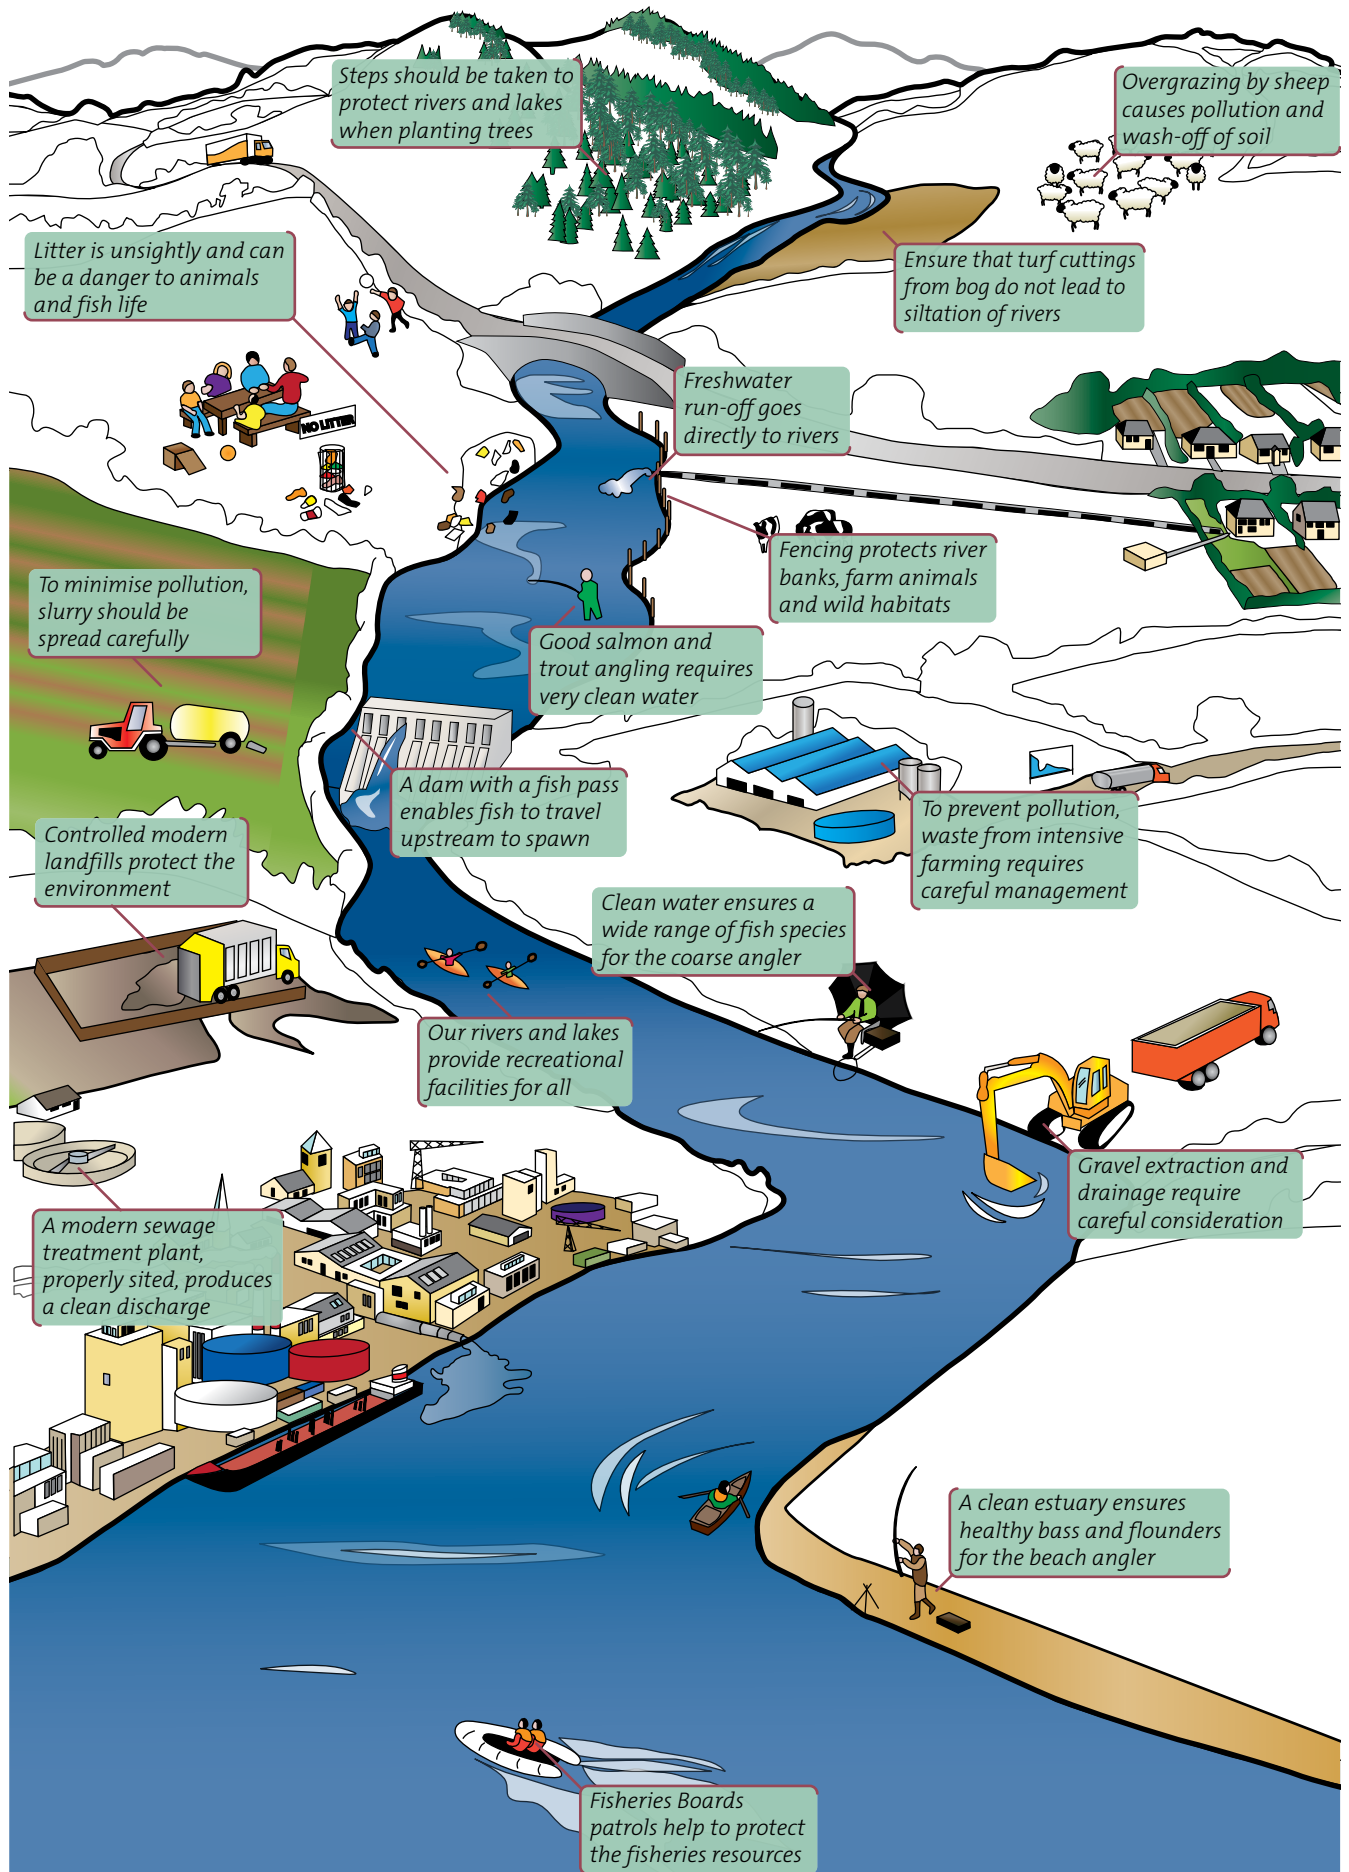 Steps should be taken to
protect rivers and lakes
when planting trees
Overgrazing by sheep
causes pollution and
wash-off of soil
Litter is unsightly and can
be a danger to animals
and fish life
Ensure that turf cuttings
from bog do not lead to
siltation of rivers
Freshwater
run-off goes
directly to rivers
NO LITTER
Fencing protects river
banks, farm animals
and wild habitats
To minimise pollution,
slurry should be
spread carefully
Good salmon and
trout angling requires
very clean water
A dam with a fish pass
enables fish to travel
upstream to spawn
To prevent pollution,
waste from intensive
farming requires
careful management
Controlled modern
landfills protect the
environment
Clean water ensures a
wide range of fish species
for the coarse angler
Our rivers and lakes
provide recreational
facilities for all
Gravel extraction and
drainage require
careful consideration
A modern sewage
treatment plant,
properly sited, produces
a clean discharge
A clean estuary ensures
healthy bass and flounders
for the beach angler
Fisheries Boards
patrols help to protect
the fisheries resources